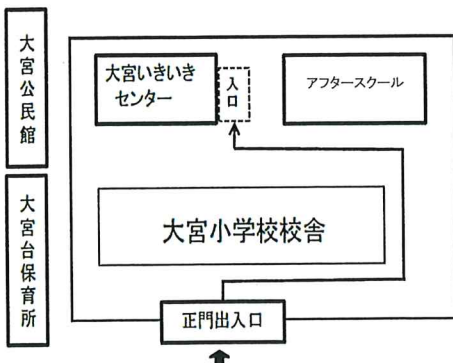 大宮公民館
大宮いきいき
センター
入口
アフタースクール
大宮台保育所
大宮小学校校舎
正門出入口